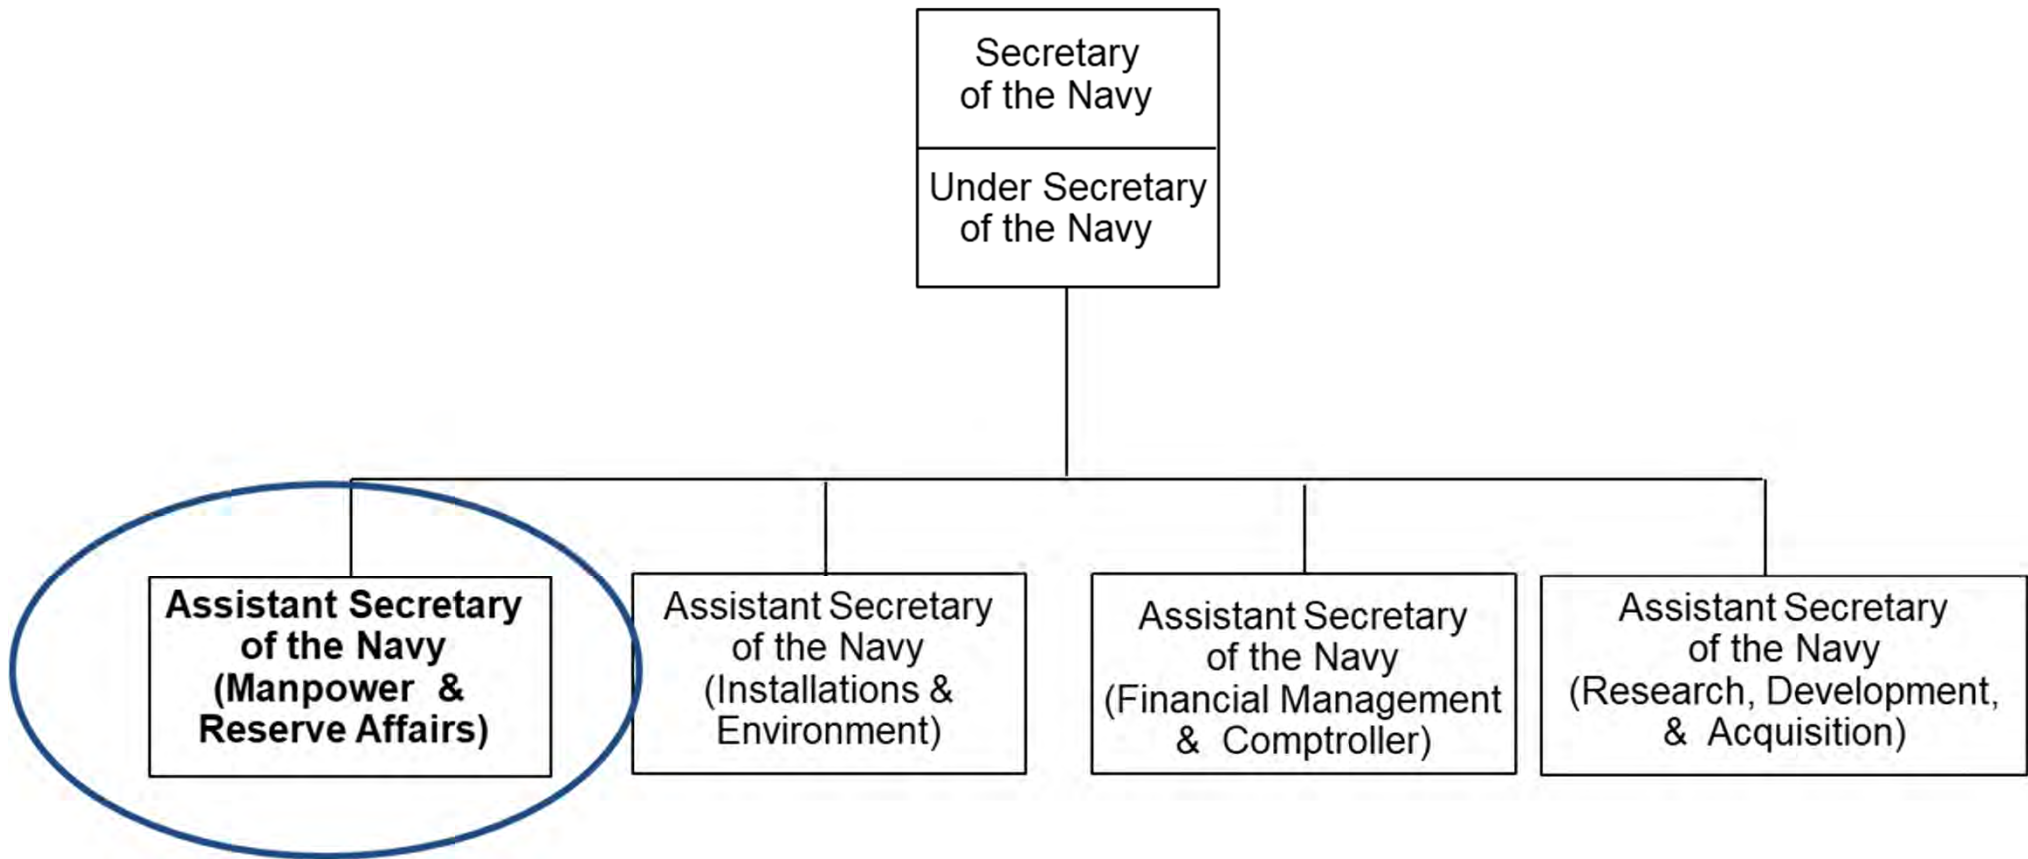 Secretary
of the Navy
Under Secretary
of the Navy
Assistant Secretary
of the Navy
(Manpower & 
Reserve Affairs)
Assistant Secretary
of the Navy
(Installations &
Environment)
Assistant Secretary
of the Navy
(Financial Management
& Comptroller)
Assistant Secretary
of the Navy
(Research, Development,
& Acquisition)